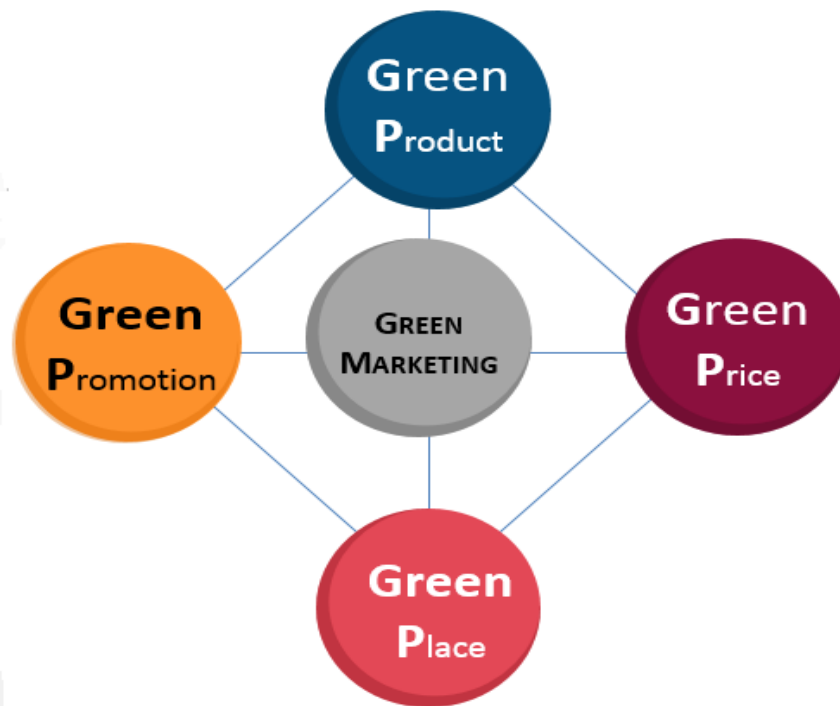 Green
Product
Green
Promotion
GREEN
MARKETING
Green
Price
Green
Place